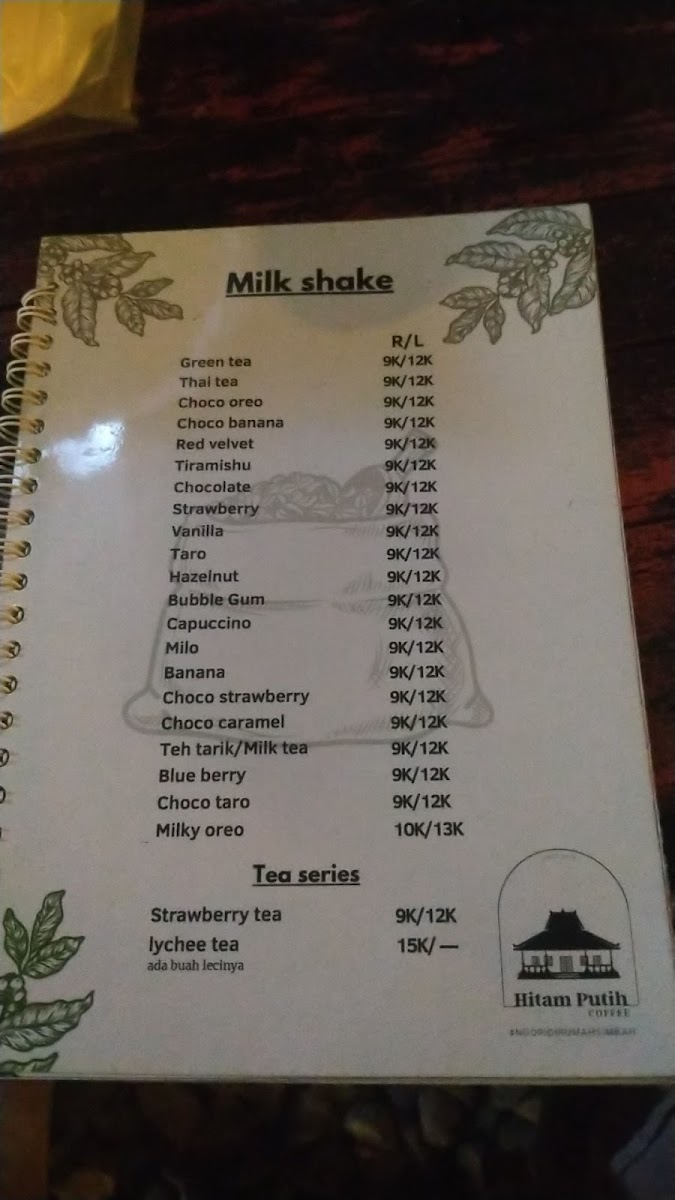 Milk shake
R/L
Green tea 9K/12K
Thai tea 9K/12K
Choco oreo 9K/12K
Choco banana 9K/12K
Red velvet 9K/12K
Tiramishu 9K/12K
Chocolate 9K/12K
Strawberry 9K/12K
Vanilla 9K/12K
Taro 9K/12K
Hazelnut 9K/12K
Bubble Gum 9K/12K
Capuccino 9K/12K
Milo 9K/12K
Banana 9K/12K
Choco strawberry 9K/12K
Choco caramel 9K/12K
Teh tarik/Milk tea 9K/12K
Blue berry 9K/12K
Choco taro 9K/12K
Milky oreo 10K/13K
Tea series
Strawberry tea 9K/12K
lychee tea 15K/—
ada buah lecinya
Hitam Putih
COFFEE
#NGOPIDIRUMAHSIMBAH